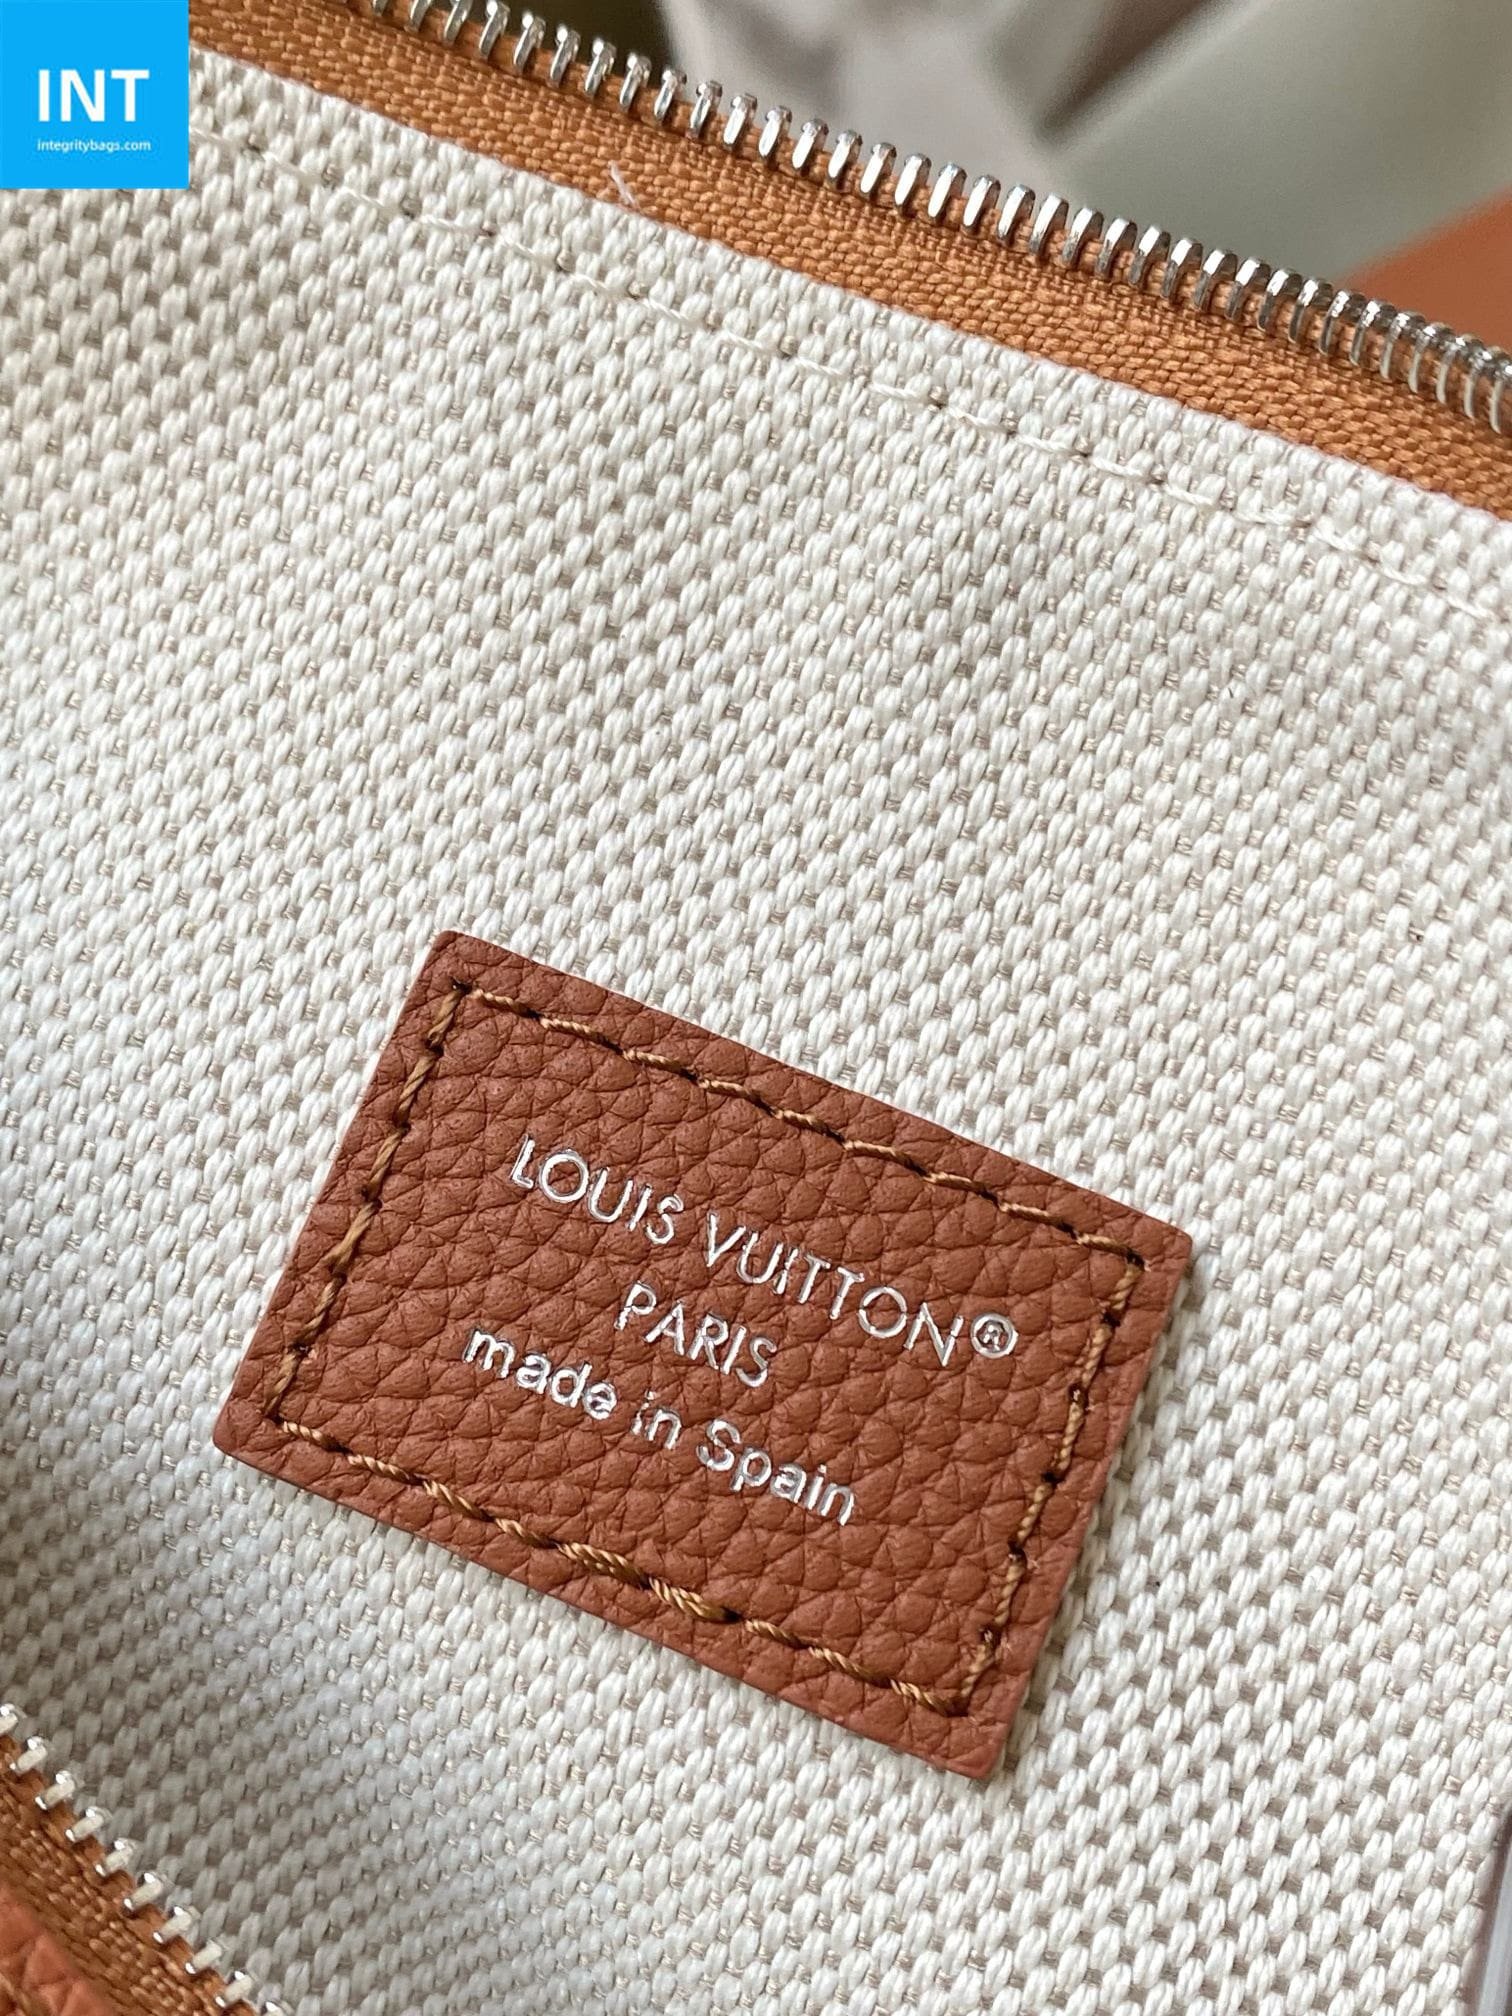 INT
integritybags.com
LOUIS VUITTON®
PARIS
made in Spain